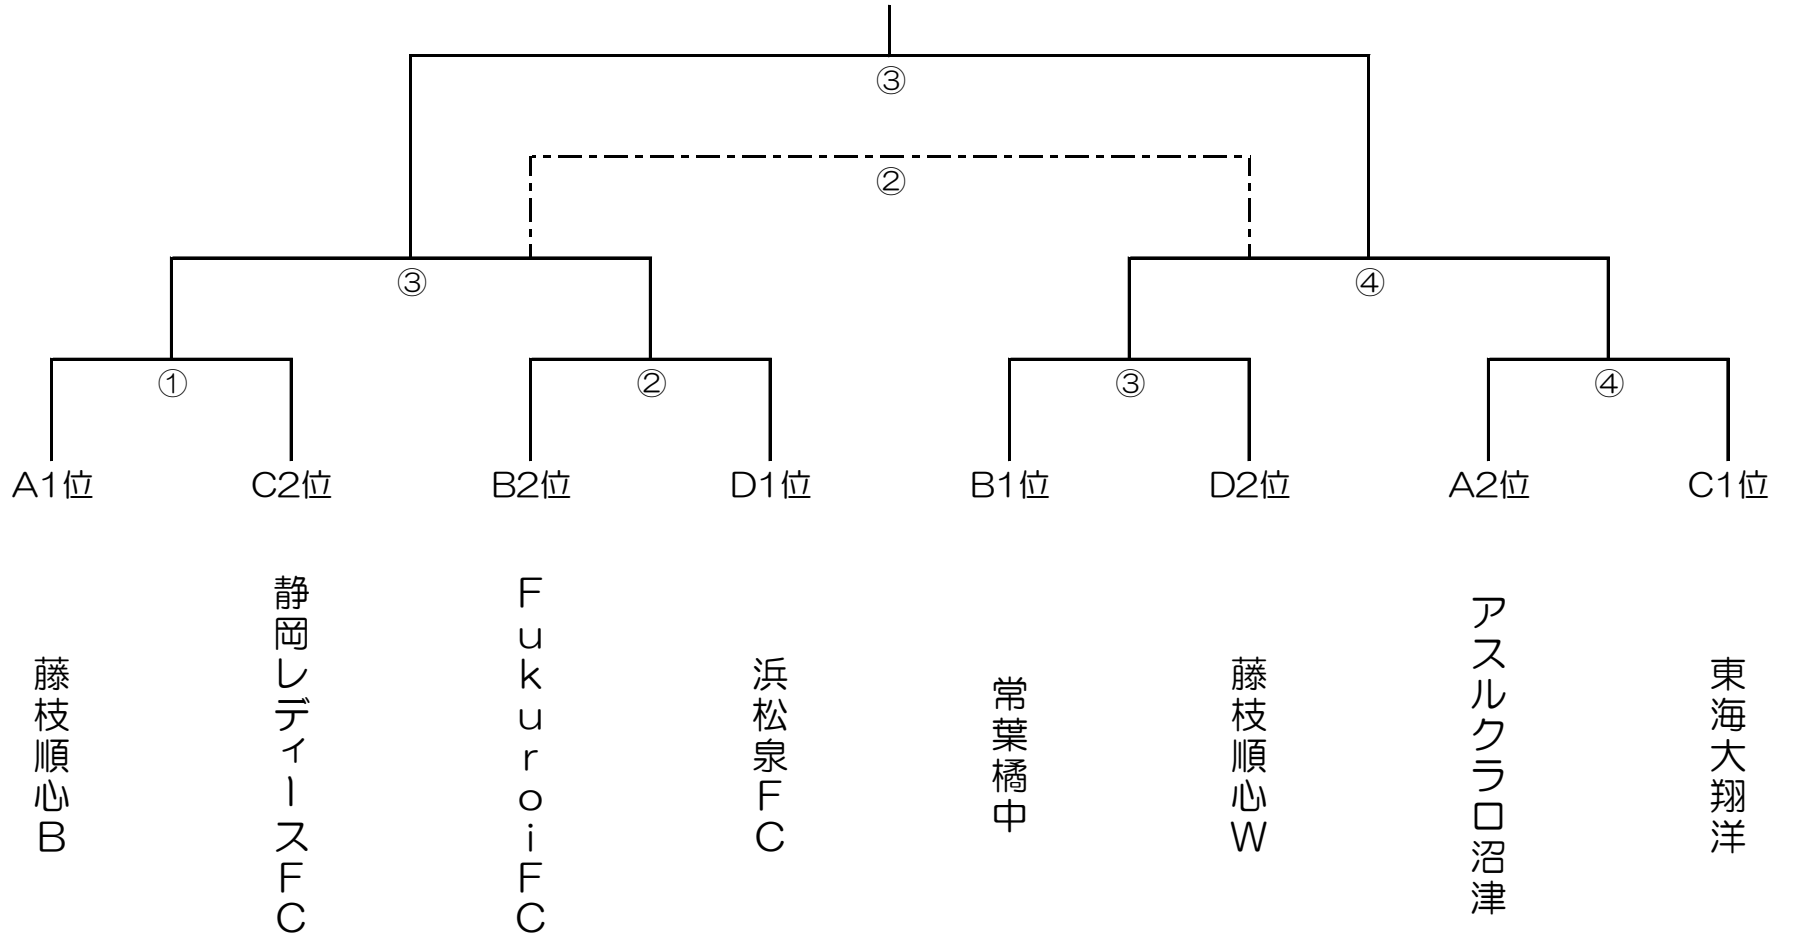 ③
②
③
④
①
②
③
④
A1位
C2位
B2位
D1位
B1位
D2位
A2位
C1位
藤枝順心B
静岡レディースFC
FukuroiFC
浜松泉FC
常葉橘中
藤枝順心W
アスルクラロ沼津
東海大翔洋